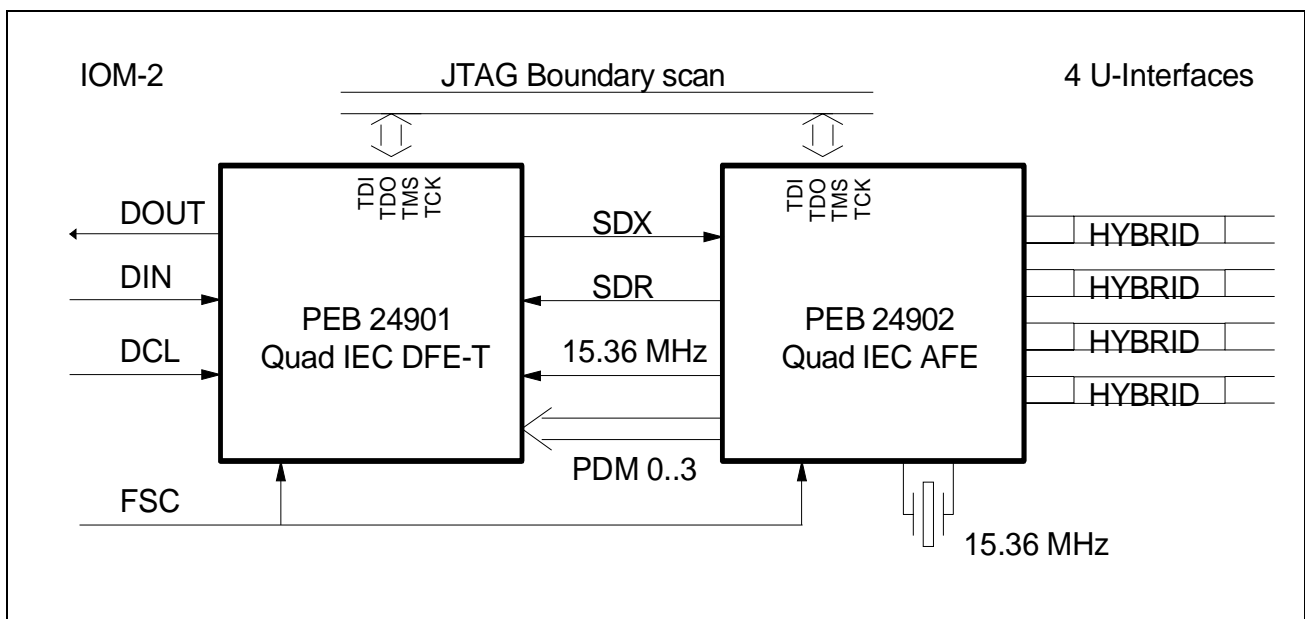 IOM-2
JTAG Boundary scan
4 U-Interfaces
TDI
TDO
TMS
TCK
TDI
TDO
TMS
TCK
DOUT
DIN
DCL
FSC
PEB 24901
Quad IEC DFE-T
SDX
SDR
15.36 MHz
PDM 0..3
PEB 24902
Quad IEC AFE
HYBRID
HYBRID
HYBRID
HYBRID
15.36 MHz